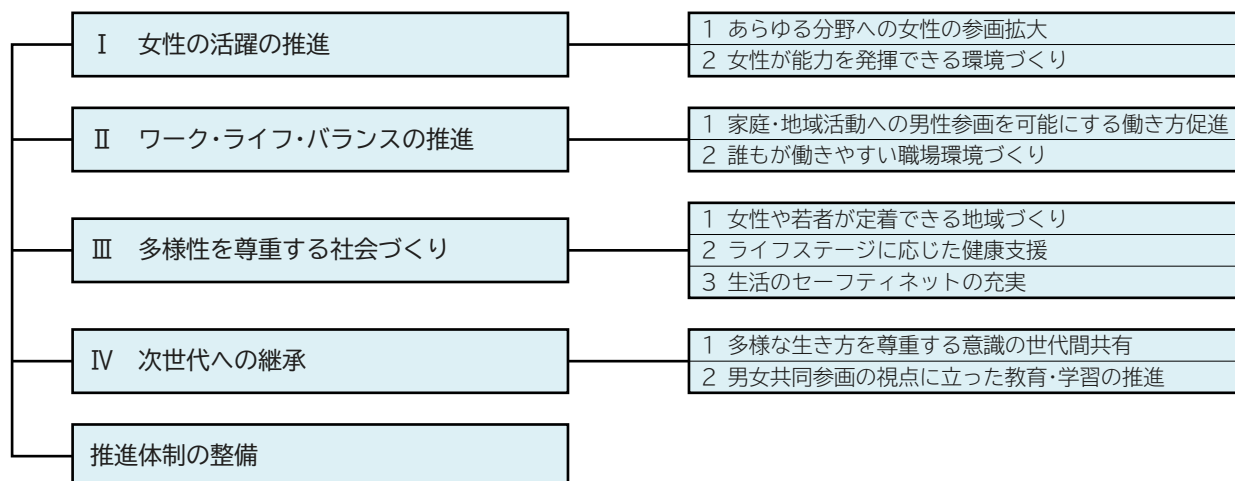 Ⅰ 女性の活躍の推進
1 あらゆる分野への女性の参画拡大
2 女性が能力を発揮できる環境づくり
Ⅱ ワーク・ライフ・バランスの推進
1 家庭・地域活動への男性参画を可能にする働き方促進
2 誰もが働きやすい職場環境づくり
Ⅲ 多様性を尊重する社会づくり
1 女性や若者が定着できる地域づくり
2 ライフステージに応じた健康支援
3 生活のセーフティネットの充実
Ⅳ 次世代への継承
1 多様な生き方を尊重する意識の世代間共有
2 男女共同参画の視点に立った教育・学習の推進
推進体制の整備